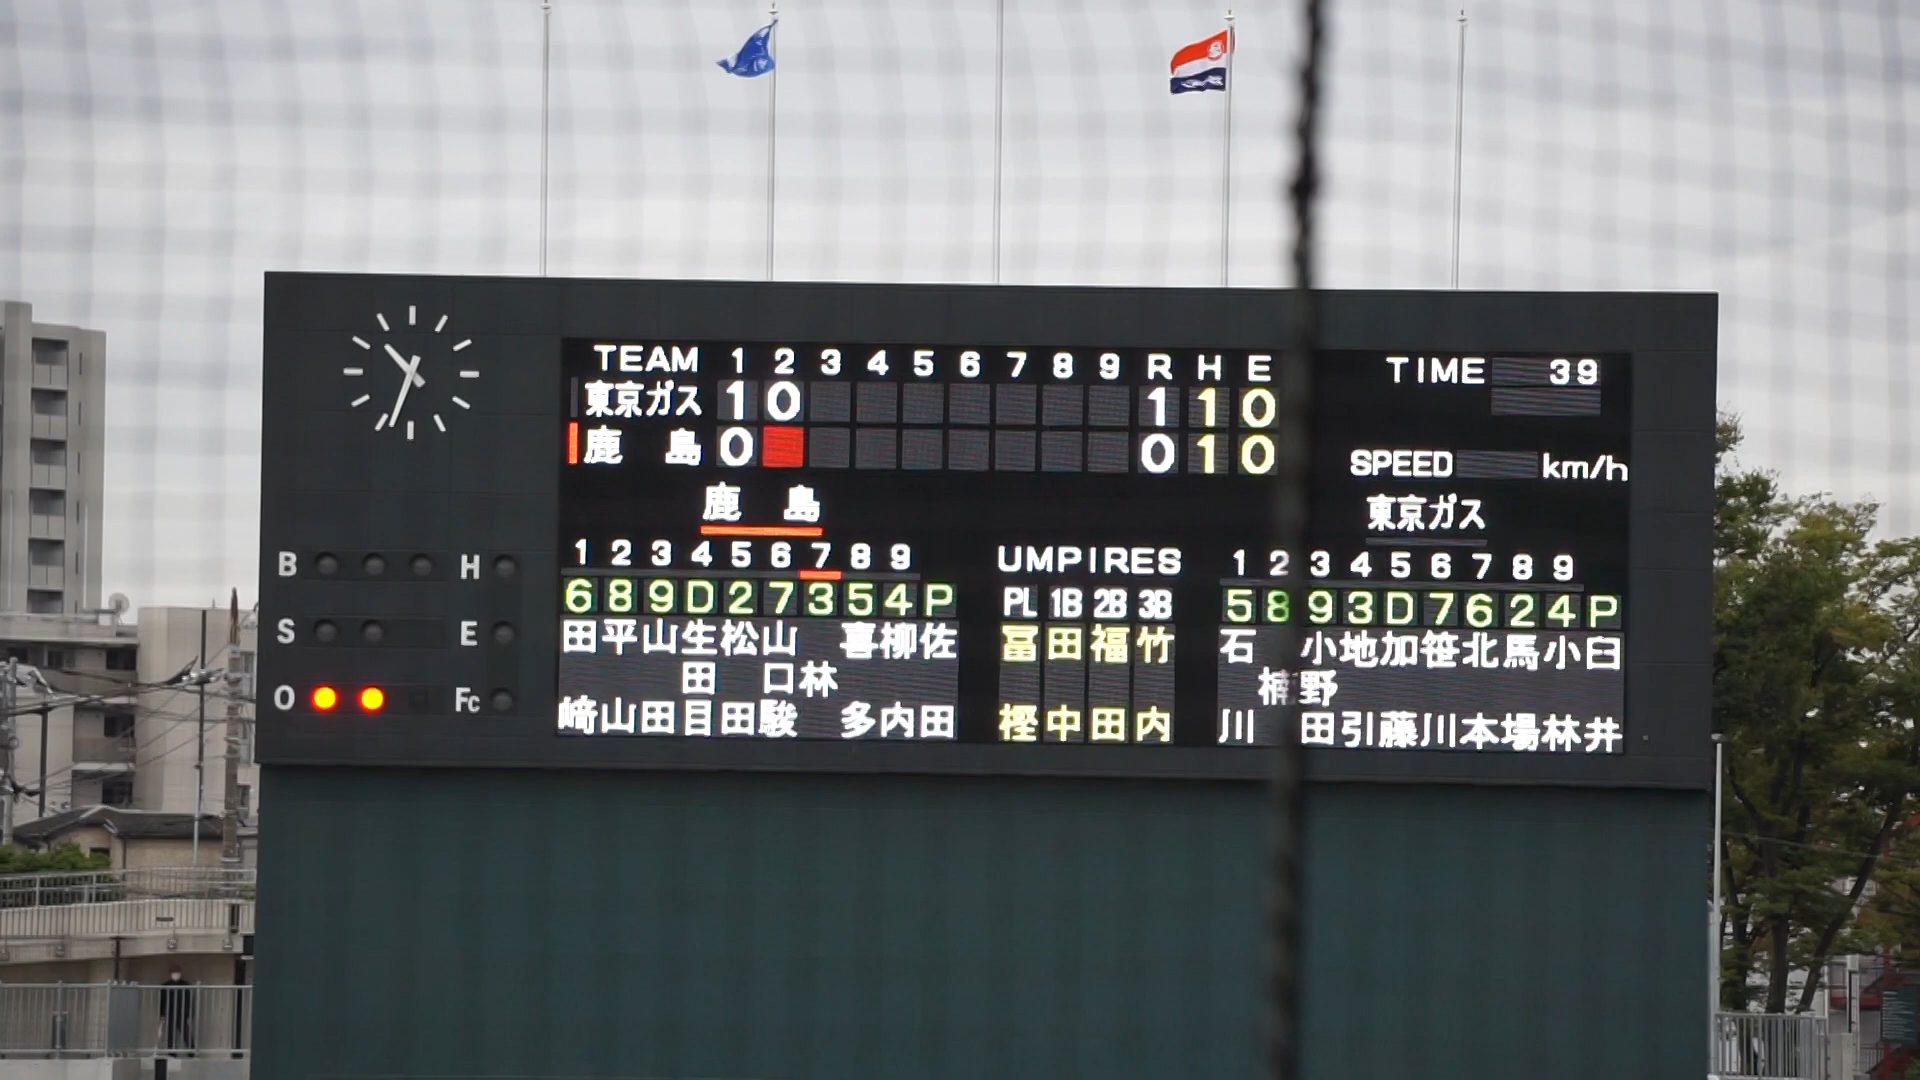 TEAM 1 2 3 4 5 6 7 8 9 R H E
東京ガス 1 0 1 1 0
鹿島 0 0 1 0
TIME 39
SPEED km/h
鹿島
1 2 3 4 5 6 7 8 9
6 8 9 D 2 7 3 5 4 P
田﨑 平山 山田 生田目 松田 山口駿 林 喜多 柳内 佐田
UMPIRES
PL 1B 2B 3B
冨樫 田中 福田 竹内
東京ガス
1 2 3 4 5 6 7 8 9
5 8 9 3 D 7 6 2 4 P
石川 楠 小野田 地引 加藤 笹川 北本 馬場 小林 臼井
B H
S E
O Fc